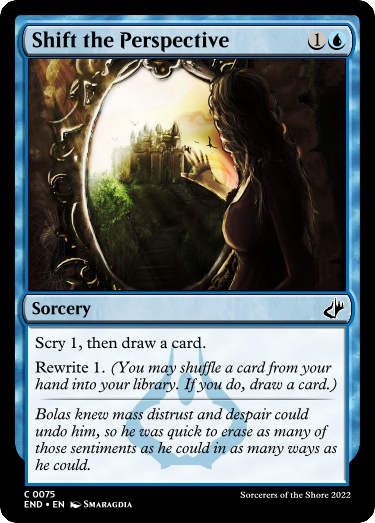 Shift the Perspective 1
Sorcery
Scry 1, then draw a card.
Rewrite 1. (You may shuffle a card from your
hand into your library. If you do, draw a card.)
Bolas knew mass distrust and despair could
undo him, so he was quick to erase as many of
those sentiments as he could in as many ways as
he could.
C 0075
END • EN Smaragdia
Sorcerers of the Shore 2022